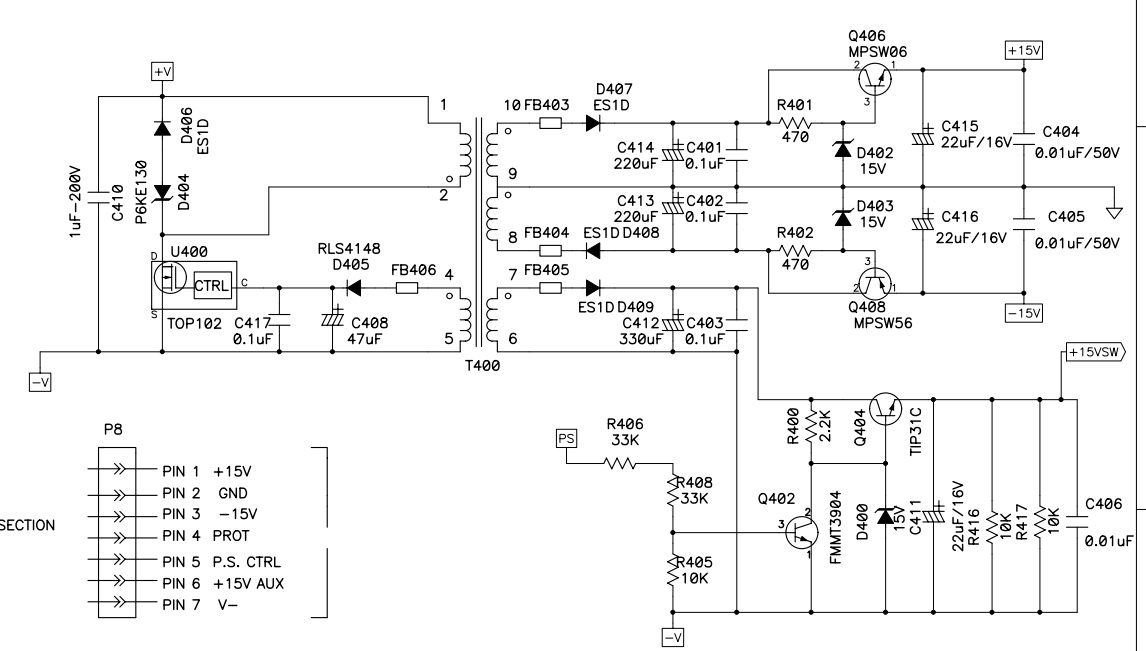 Q406
MPSW06
+15V
+V
D407
ES1D
1
10 FB403
R401
470
2
1
3
D406
ES1D
C414
220uF
C401
0.1uF
D402
15V
C415
22uF/16V
C404
0.01uF/50V
1uF-200V
C410
P6KE130
D404
2
9
C413
220uF
C402
0.1uF
D403
15V
C416
22uF/16V
C405
0.01uF/50V
8
FB404
ES1D D408
R402
470
3
2
1
Q408
MPSW56
-15V
D
U400
CTRL
C
S
TOP102
RLS4148
D405
FB406
4
7
FB405
ES1D D409
C417
0.1uF
C408
47uF
5
6
C412
330uF
C403
0.1uF
T400
-V
+15VSW
P8
PIN 1 +15V
PIN 2 GND
PIN 3 -15V
PIN 4 PROT
PIN 5 P.S. CTRL
PIN 6 +15V AUX
PIN 7 V-
SECTION
PS
R406
33K
R408
33K
R405
10K
R400
2.2K
Q404
TIP31C
Q402
2
3
1
FMMT3904
D400
15V
C411
22uF/16V
R416
10K
R417
10K
C406
0.01uF
-V